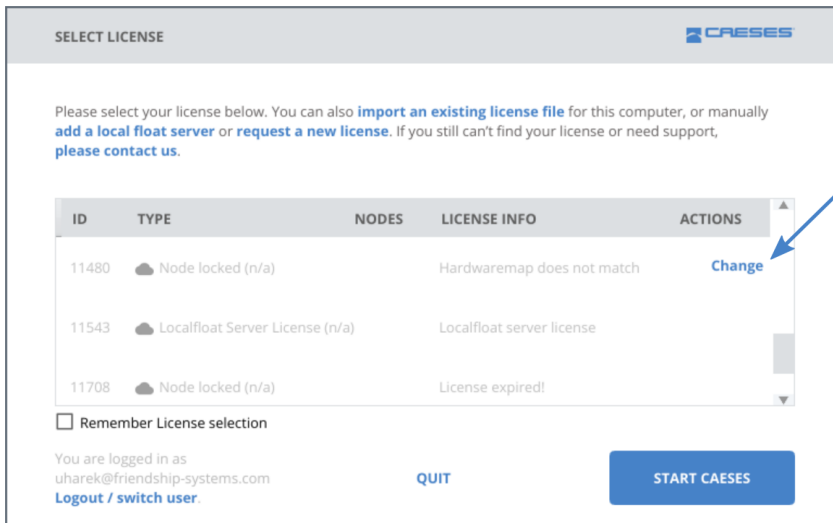 SELECT LICENSE
CAESES
Please select your license below. You can also import an existing license file for this computer, or manually
add a local float server or request a new license. If you still can't find your license or need support,
please contact us.
ID TYPE NODES LICENSE INFO ACTIONS
11480 Node locked (n/a) Hardwaremap does not match Change
11543 Localfloat Server License (n/a) Localfloat server license
11708 Node locked (n/a) License expired!
Remember License selection
You are logged in as
uharek@friendship-systems.com
Logout / switch user.
QUIT
START CAESES